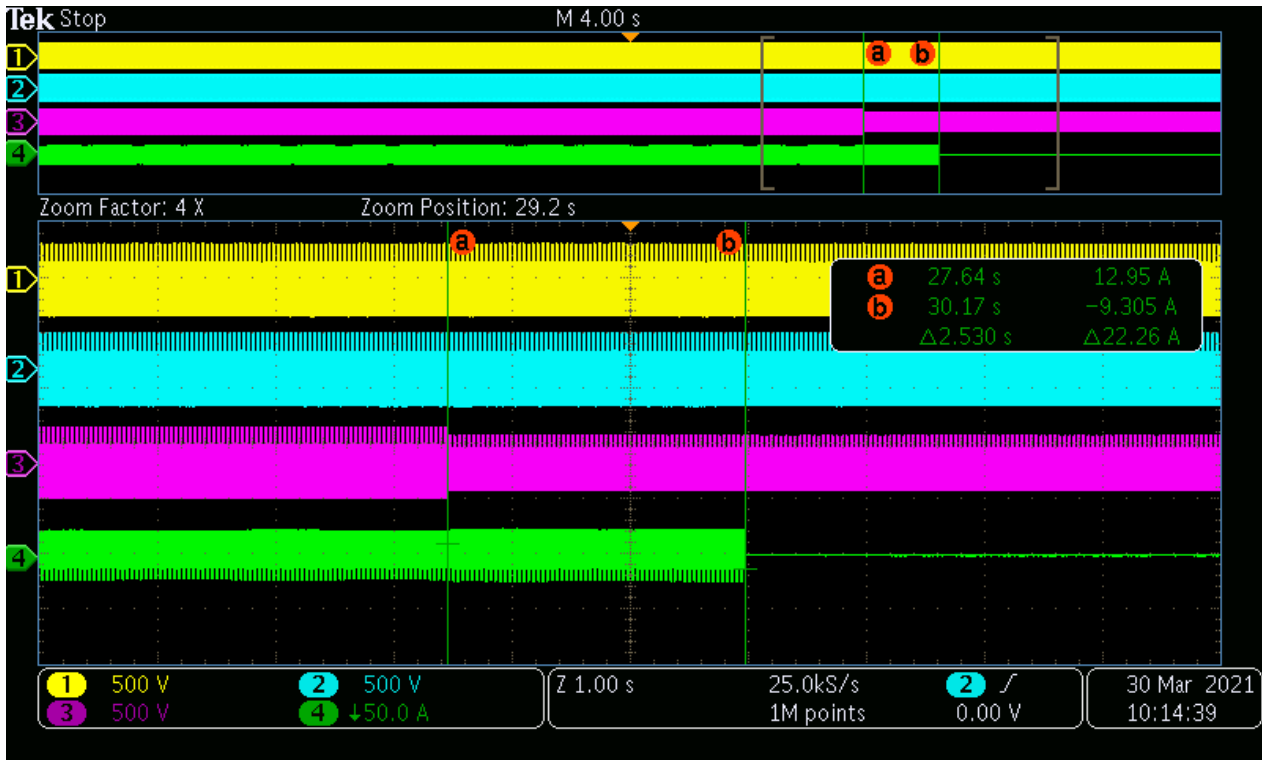 Tek Stop M 4.00 s
1 a b
2
3
4
Zoom Factor: 4 X Zoom Position: 29.2 s
a b
1
a 27.64 s 12.95 A
b 30.17 s −9.305 A
△2.530 s △22.26 A
2
3
4
1 500 V 2 500 V Z 1.00 s 25.0kS/s 2 ∫ 30 Mar 2021
3 500 V 4 ↓50.0 A 1M points 0.00 V 10:14:39